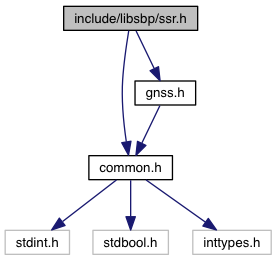 include/libsbp/ssr.h
gnss.h
common.h
stdint.h
stdbool.h
inttypes.h